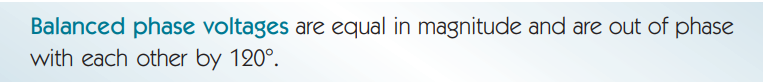 Balanced phase voltages are equal in magnitude and are out of phase
with each other by 120°.